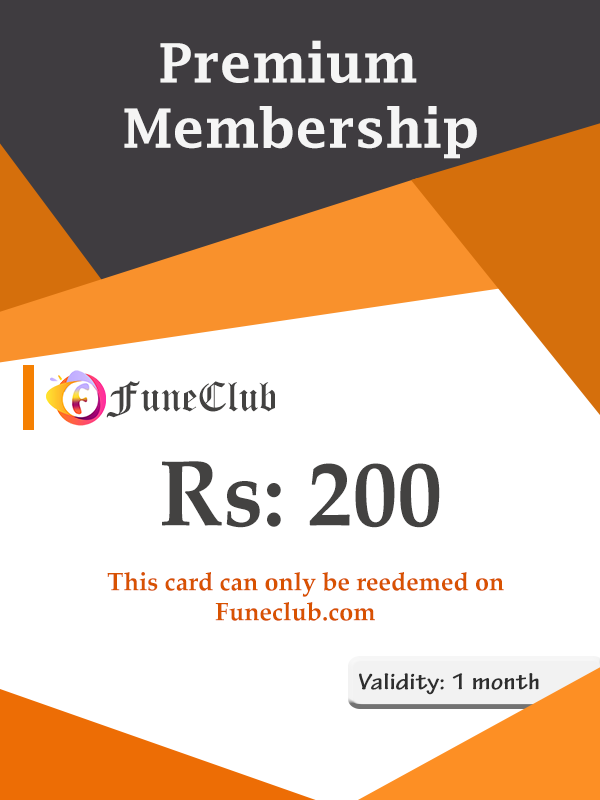 Premium
Membership
FuneClub
Rs: 200
This card can only be reedemed on
Funeclub.com
Validity: 1 month